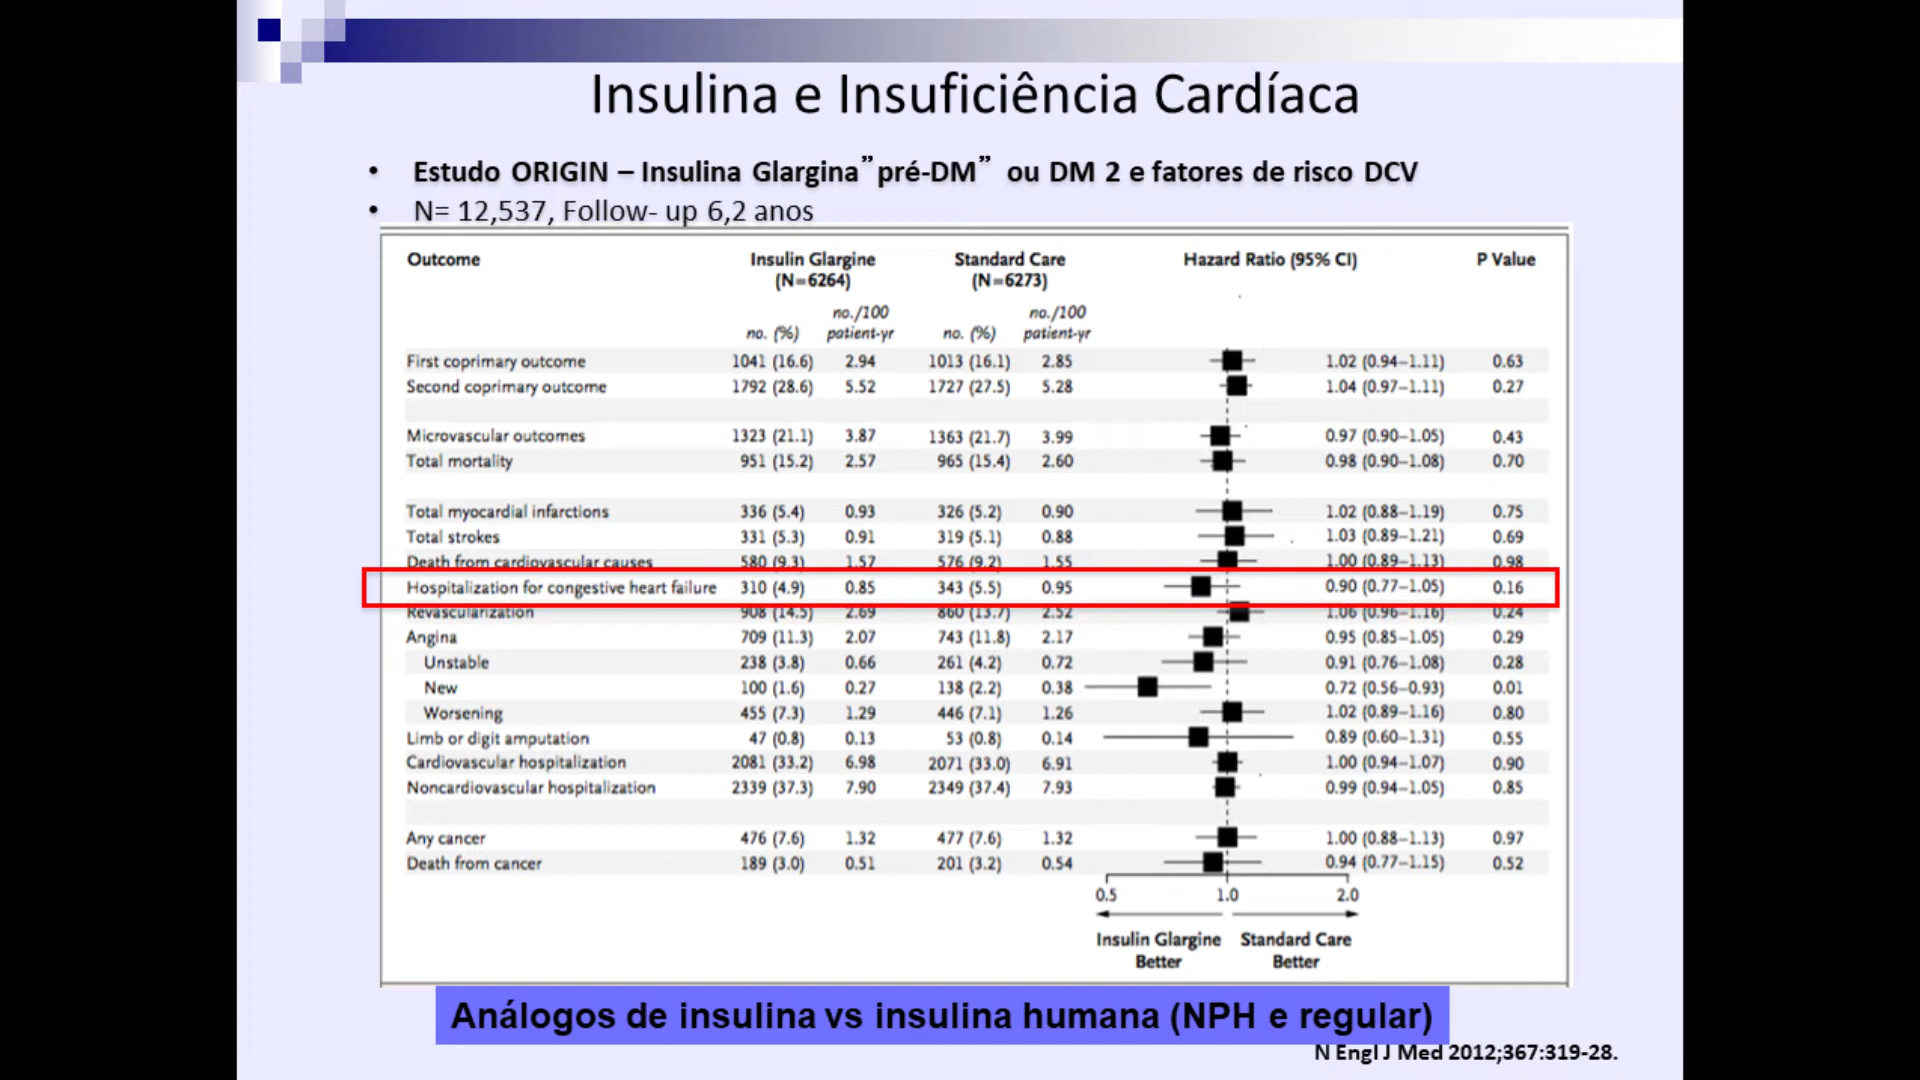 Insulina e Insuficiência Cardíaca
• Estudo ORIGIN – Insulina Glargina”pré-DM” ou DM 2 e fatores de risco DCV
• N= 12,537, Follow- up 6,2 anos
Outcome Insulin Glargine (N=6264) Standard Care (N=6273) Hazard Ratio (95% CI) P Value
no. (%) no./100 patient-yr no. (%) no./100 patient-yr
First coprimary outcome 1041 (16.6) 2.94 1013 (16.1) 2.85 1.02 (0.94–1.11) 0.63
Second coprimary outcome 1792 (28.6) 5.52 1727 (27.5) 5.28 1.04 (0.97–1.11) 0.27
Microvascular outcomes 1323 (21.1) 3.87 1363 (21.7) 3.99 0.97 (0.90–1.05) 0.43
Total mortality 951 (15.2) 2.57 965 (15.4) 2.60 0.98 (0.90–1.08) 0.70
Total myocardial infarctions 336 (5.4) 0.93 326 (5.2) 0.90 1.02 (0.88–1.19) 0.75
Total strokes 331 (5.3) 0.91 319 (5.1) 0.88 1.03 (0.89–1.21) 0.69
Death from cardiovascular causes 580 (9.3) 1.57 576 (9.2) 1.55 1.00 (0.89–1.13) 0.98
Hospitalization for congestive heart failure 310 (4.9) 0.85 343 (5.5) 0.95 0.90 (0.77–1.05) 0.16
Revascularization 908 (14.5) 2.69 860 (13.7) 2.52 1.06 (0.96–1.16) 0.24
Angina 709 (11.3) 2.07 743 (11.8) 2.17 0.95 (0.85–1.05) 0.29
Unstable 238 (3.8) 0.66 261 (4.2) 0.72 0.91 (0.76–1.08) 0.28
New 100 (1.6) 0.27 138 (2.2) 0.38 0.72 (0.56–0.93) 0.01
Worsening 455 (7.3) 1.29 446 (7.1) 1.26 1.02 (0.89–1.16) 0.80
Limb or digit amputation 47 (0.8) 0.13 53 (0.8) 0.14 0.89 (0.60–1.31) 0.55
Cardiovascular hospitalization 2081 (33.2) 6.98 2071 (33.0) 6.91 1.00 (0.94–1.07) 0.90
Noncardiovascular hospitalization 2339 (37.3) 7.90 2349 (37.4) 7.93 0.99 (0.94–1.05) 0.85
Any cancer 476 (7.6) 1.32 477 (7.6) 1.32 1.00 (0.88–1.13) 0.97
Death from cancer 189 (3.0) 0.51 201 (3.2) 0.54 0.94 (0.77–1.15) 0.52
0.5 1.0 2.0
Insulin Glargine Better Standard Care Better
Análogos de insulina vs insulina humana (NPH e regular)
N Engl J Med 2012;367:319-28.